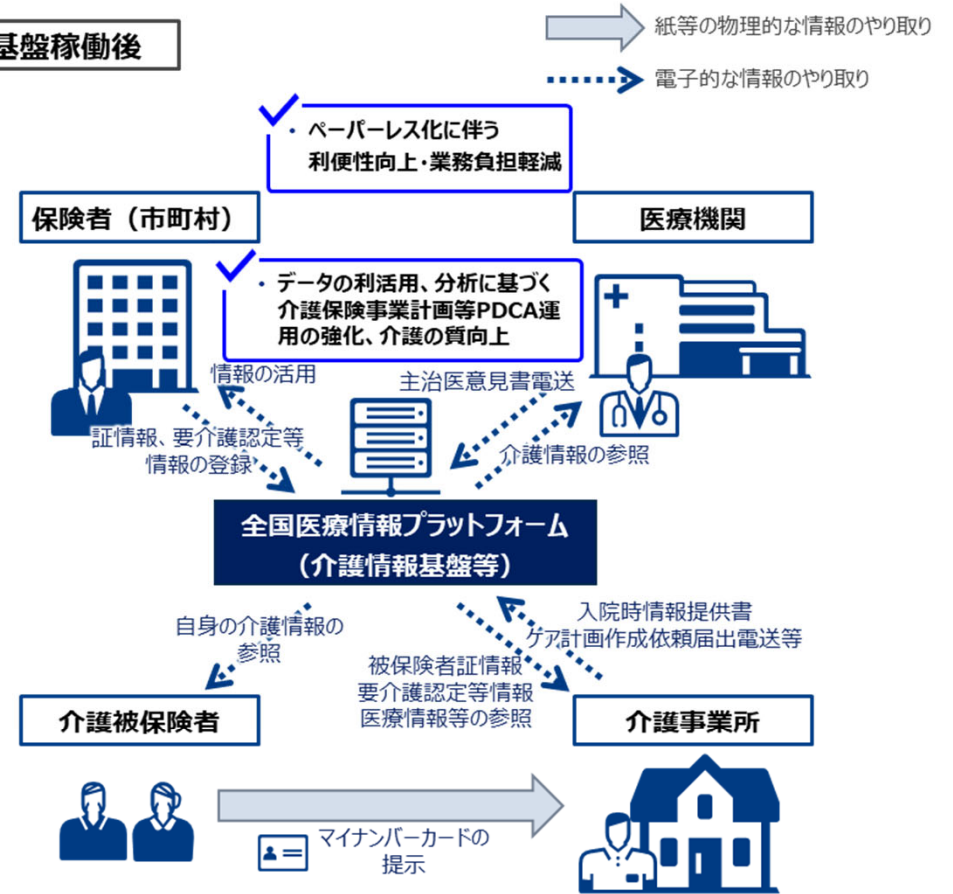 基盤稼働後
紙等の物理的な情報のやり取り
電子的な情報のやり取り
・ ペーパーレス化に伴う
利便性向上・業務負担軽減
保険者（市町村）
医療機関
・ データの利活用、分析に基づく
介護保険事業計画等PDCA運
用の強化、介護の質向上
情報の活用
主治医意見書電送
証情報、要介護認定等
情報の登録
介護情報の参照
全国医療情報プラットフォーム
（介護情報基盤等）
自身の介護情報の
参照
入院時情報提供書
ケア計画作成依頼届出電送等
被保険者証情報
要介護認定等情報
医療情報等の参照
介護被保険者
介護事業所
マイナンバーカードの
提示